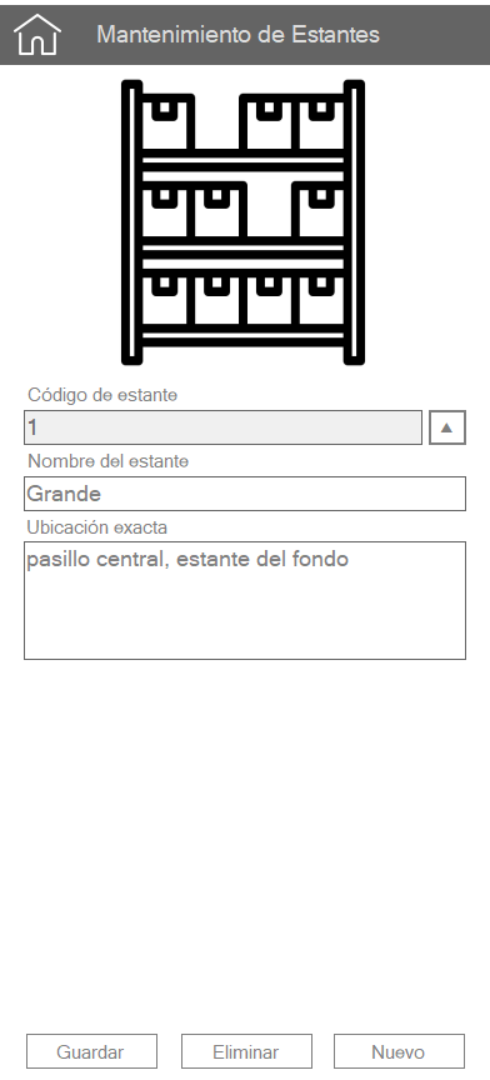 Mantenimiento de Estantes
Código de estante
1
Nombre del estante
Grande
Ubicación exacta
pasillo central, estante del fondo
Guardar Eliminar Nuevo